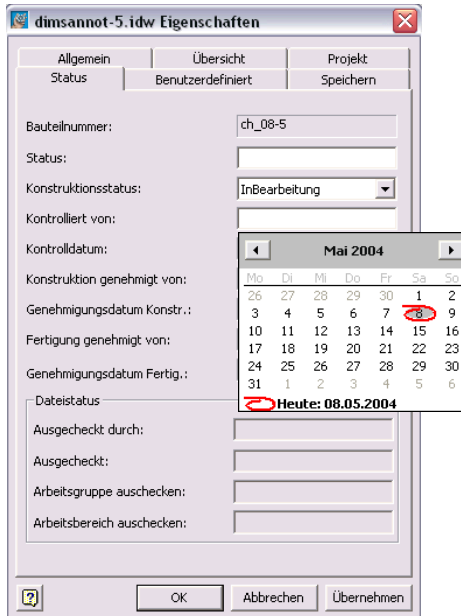 dimsannot-5.idw Eigenschaften
Allgemein Übersicht Projekt
Status Benutzerdefiniert Speichern
Bauteilnummer: ch_08-5
Status:
Konstruktionsstatus: InBearbeitung
Kontrolliert von:
Kontrolldatum: Mai 2004
Konstruktion genehmigt von: Mo Di Mi Do Fr Sa So
26 27 28 29 30 1 2
Genehmigungsdatum Konstr.: 3 4 5 6 7 8 9
10 11 12 13 14 15 16
Fertigung genehmigt von: 17 18 19 20 21 22 23
Genehmigungsdatum Fertig.: 24 25 26 27 28 29 30
31 1 2 3 4 5 6
Dateistatus Heute: 08.05.2004
Ausgecheckt durch:
Ausgecheckt:
Arbeitsgruppe auschecken:
Arbeitsbereich auschecken:
? OK Abbrechen Übernehmen